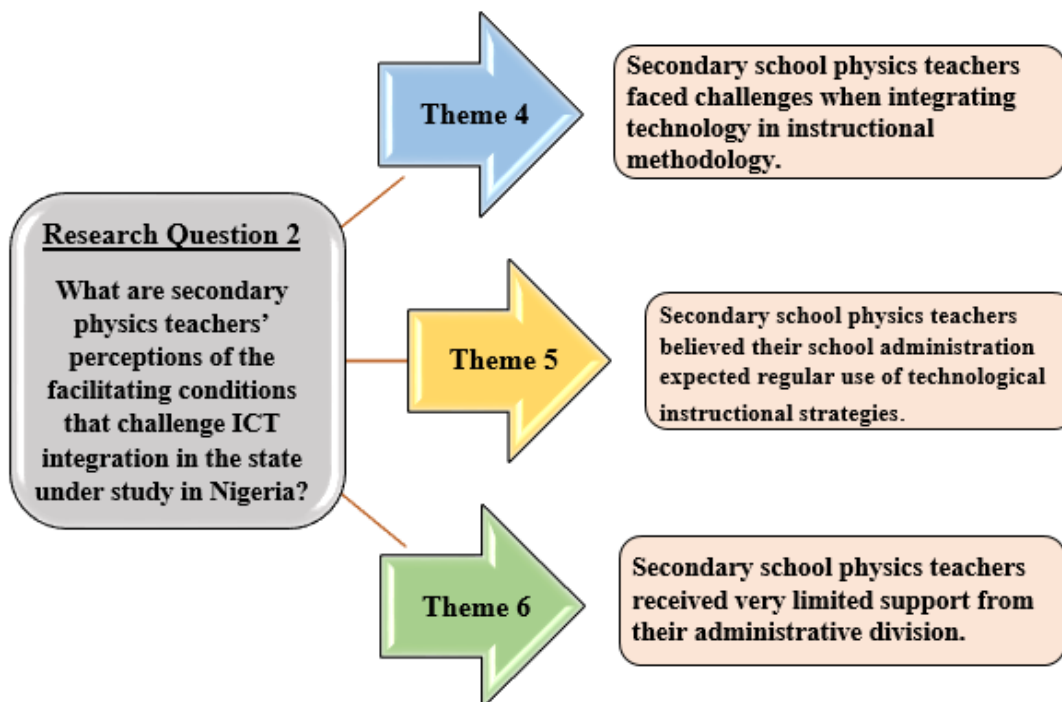 Research Question 2
What are secondary
physics teachers’
perceptions of the
facilitating conditions
that challenge ICT
integration in the state
under study in Nigeria?
Theme 4
Secondary school physics teachers
faced challenges when integrating
technology in instructional
methodology.
Theme 5
Secondary school physics teachers
believed their school administration
expected regular use of technological
instructional strategies.
Theme 6
Secondary school physics teachers
received very limited support from
their administrative division.